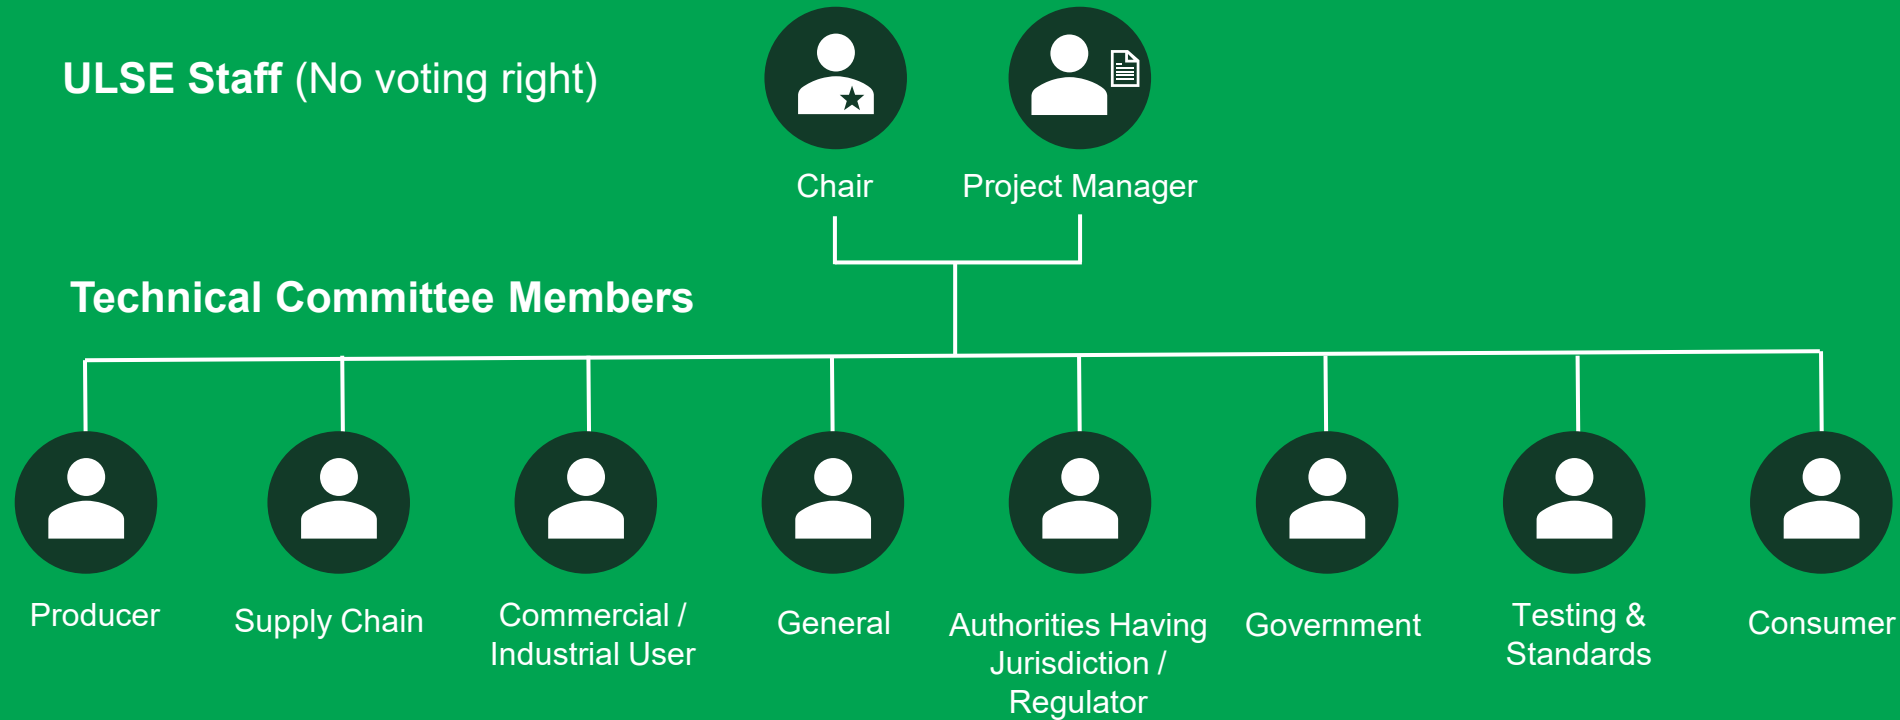 ULSE Staff (No voting right)
Chair
Project Manager
Technical Committee Members
Producer
Supply Chain
Commercial /
Industrial User
General
Authorities Having
Jurisdiction /
Regulator
Government
Testing &
Standards
Consumer